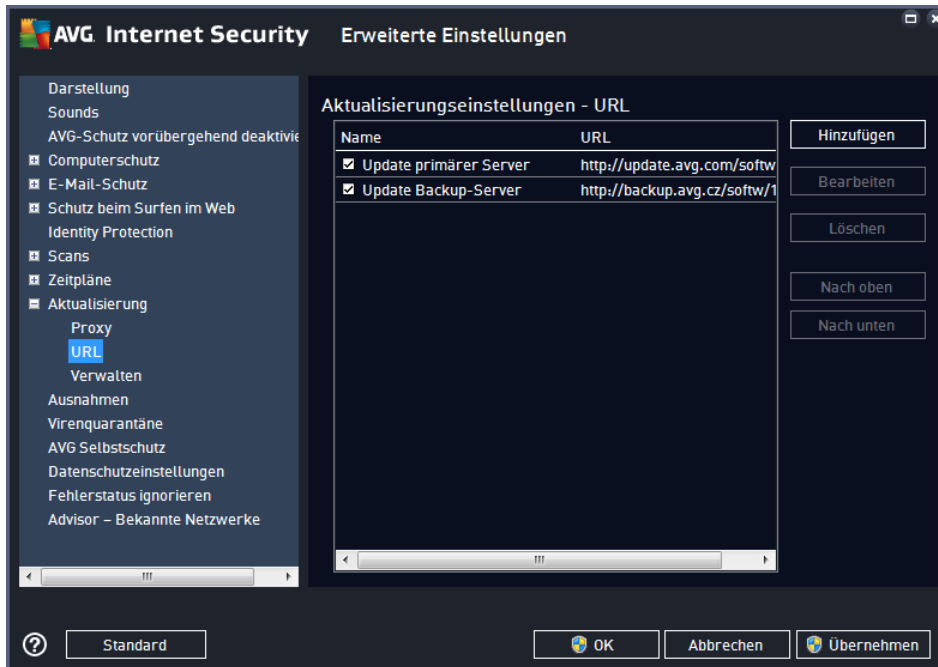 AVG Internet Security Erweiterte Einstellungen
Darstellung
Sounds
AVG-Schutz vorübergehend deaktivie
Computerschutz
E-Mail-Schutz
Schutz beim Surfen im Web
Identity Protection
Scans
Zeitpläne
Aktualisierung
Proxy
URL
Verwalten
Ausnahmen
Virenquarantäne
AVG Selbstschutz
Datenschutzeinstellungen
Fehlerstatus ignorieren
Advisor – Bekannte Netzwerke
Aktualisierungseinstellungen - URL
Name URL
Update primärer Server http://update.avg.com/softw
Update Backup-Server http://backup.avg.cz/softw/1
Hinzufügen
Bearbeiten
Löschen
Nach oben
Nach unten
Standard
OK
Abbrechen
Übernehmen